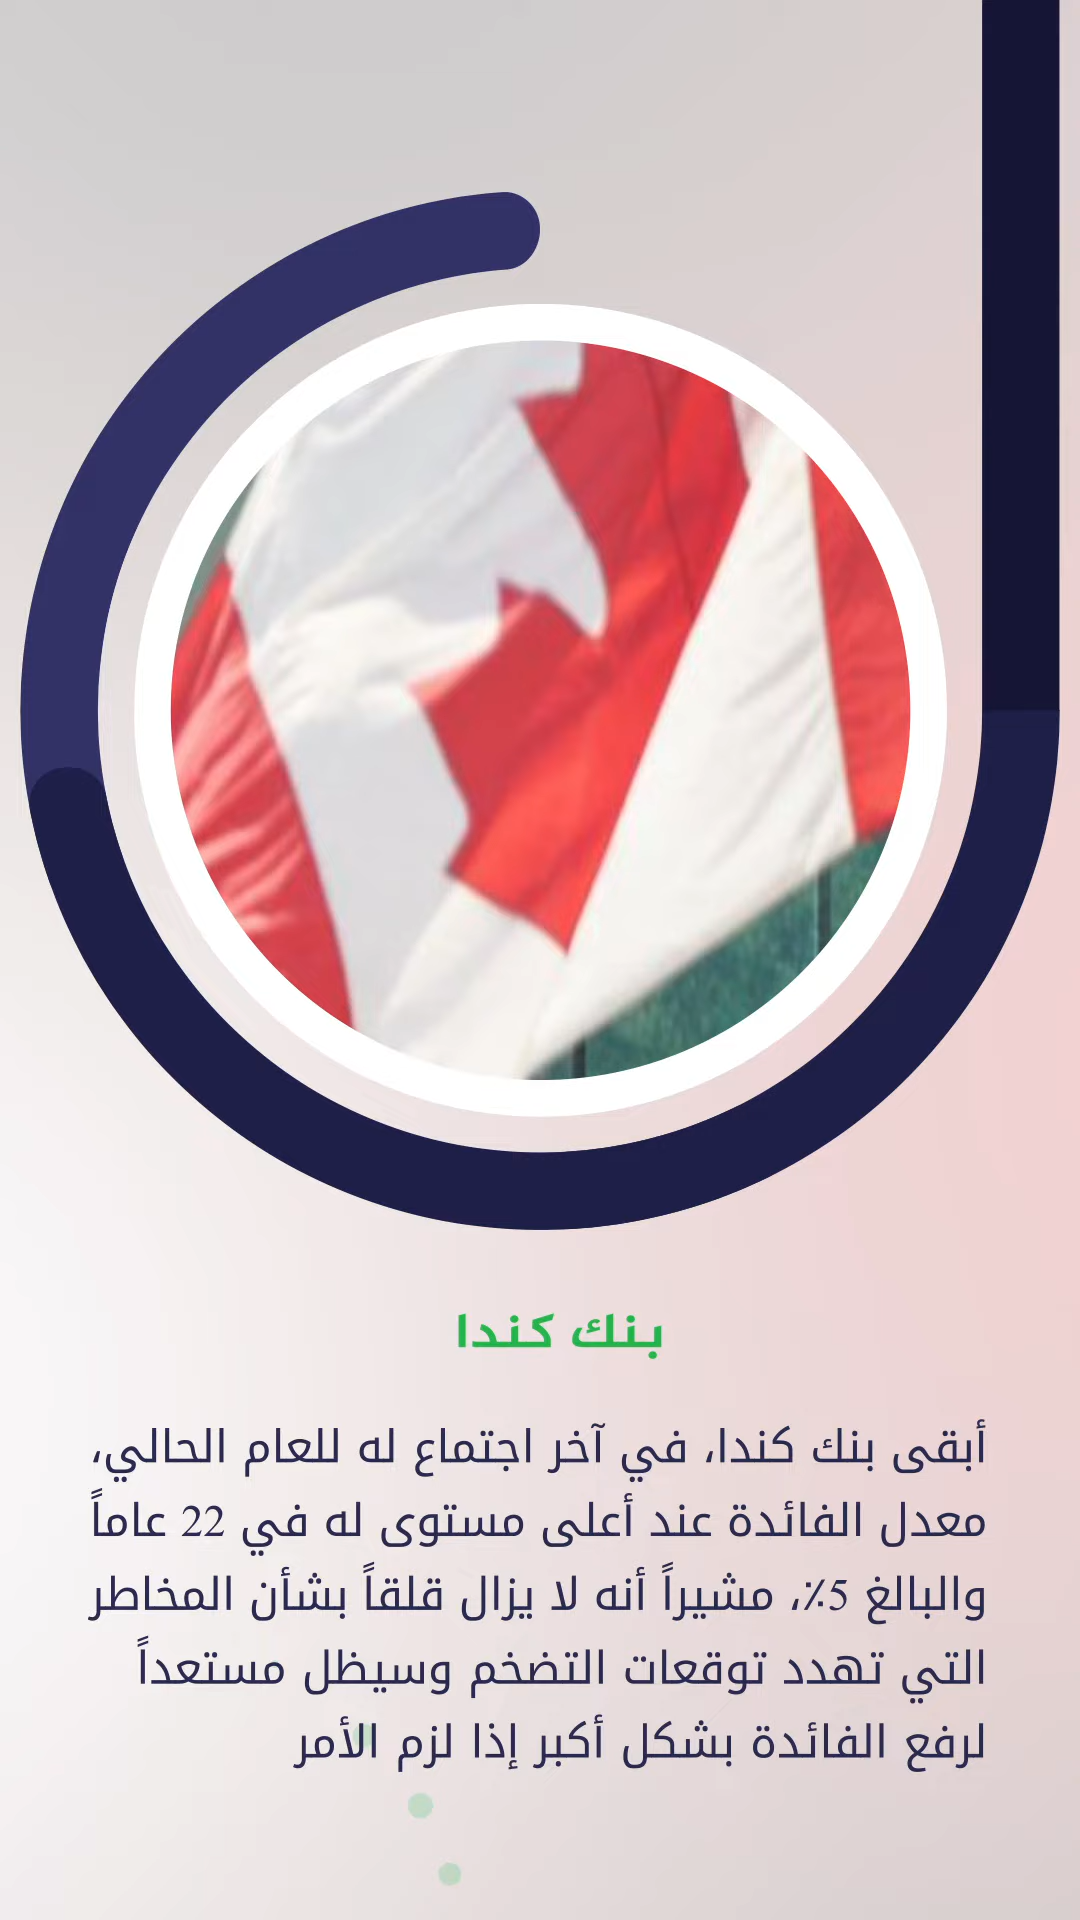 بنك كندا
أبقى بنك كندا، في آخر اجتماع له للعام الحالي،
معدل الفائدة عند أعلى مستوى له في 22 عاماً
والبالغ 5٪، مشيراً أنه لا يزال قلقاً بشأن المخاطر
التي تهدد توقعات التضخم وسيظل مستعداً
لرفع الفائدة بشكل أكبر إذا لزم الأمر